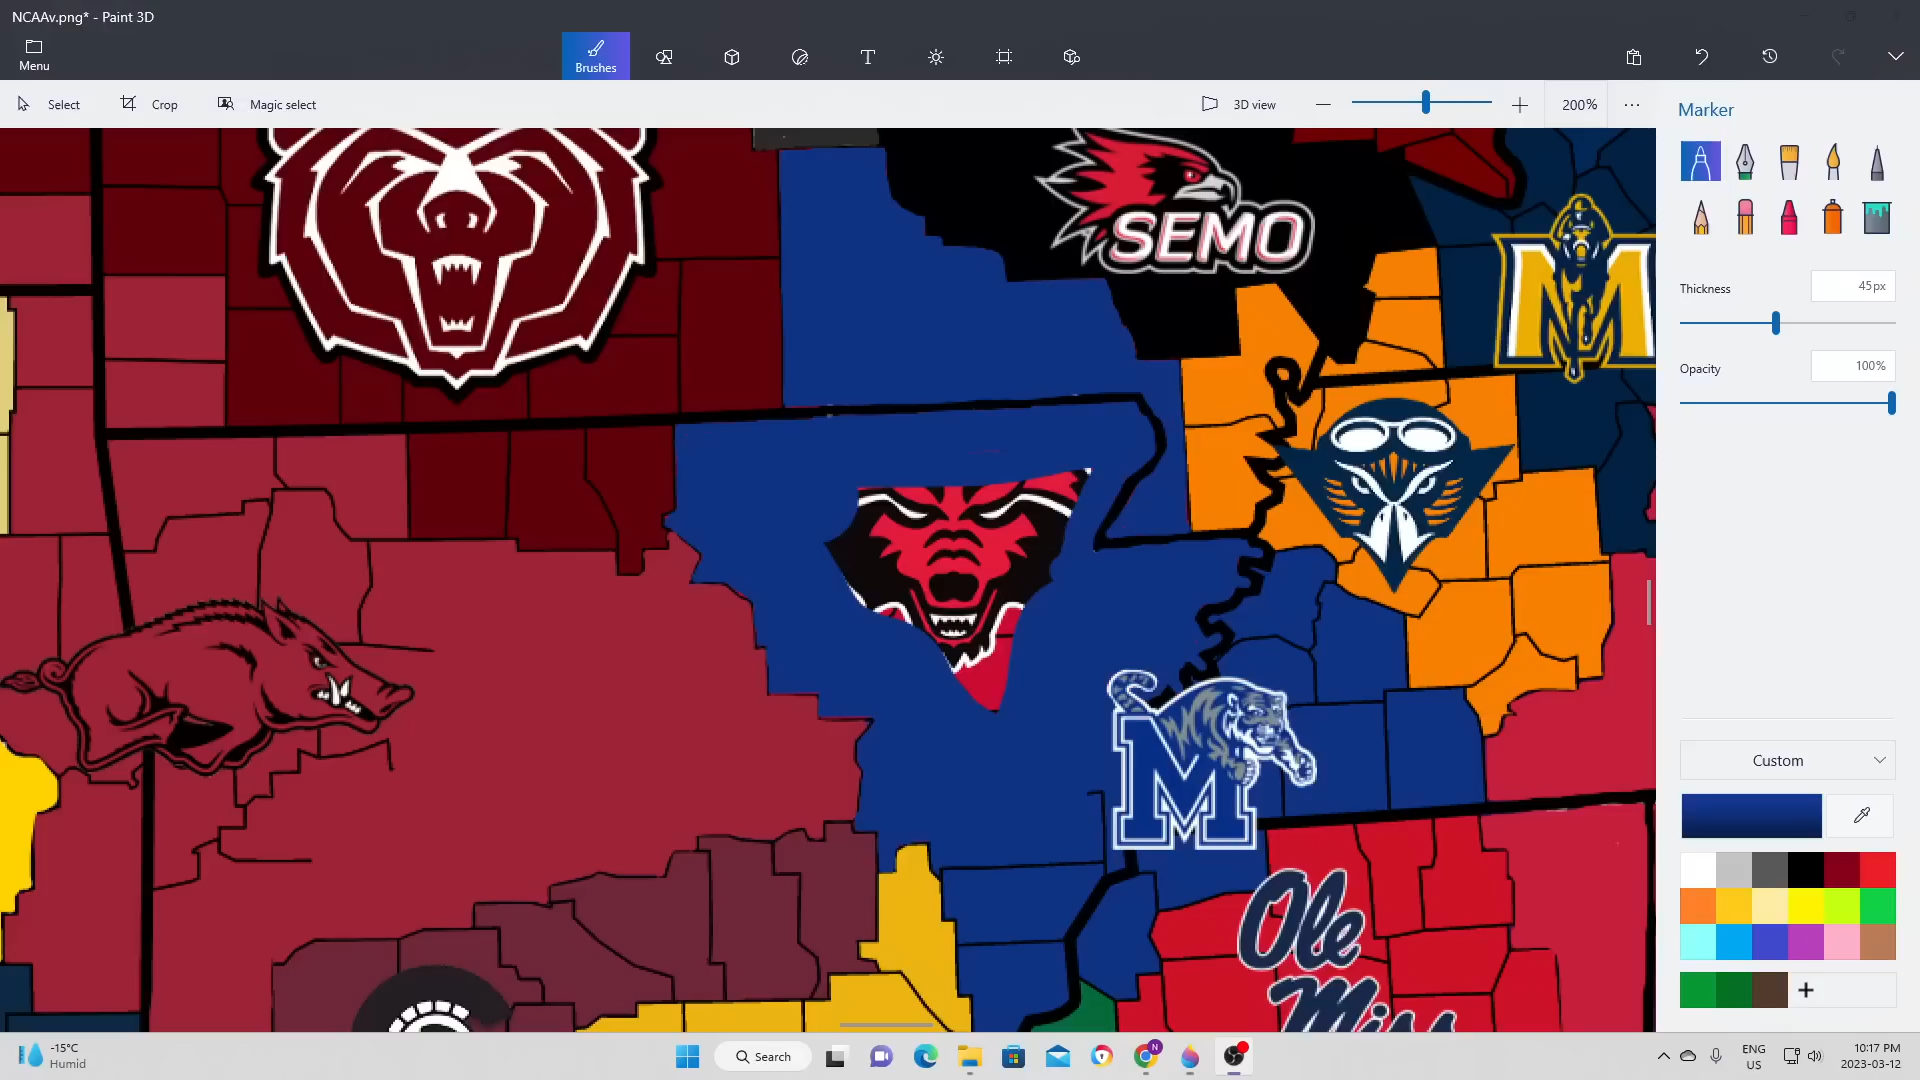 NCAAv.png* - Paint 3D
Menu
Brushes
T
Select
Crop
Magic select
3D view
200%
Marker
Thickness
45px
Opacity
100%
Custom
SEMO
M
M
Ole
Miss
C
-15°C
Humid
Search
N
ENG
US
10:17 PM
2023-03-12